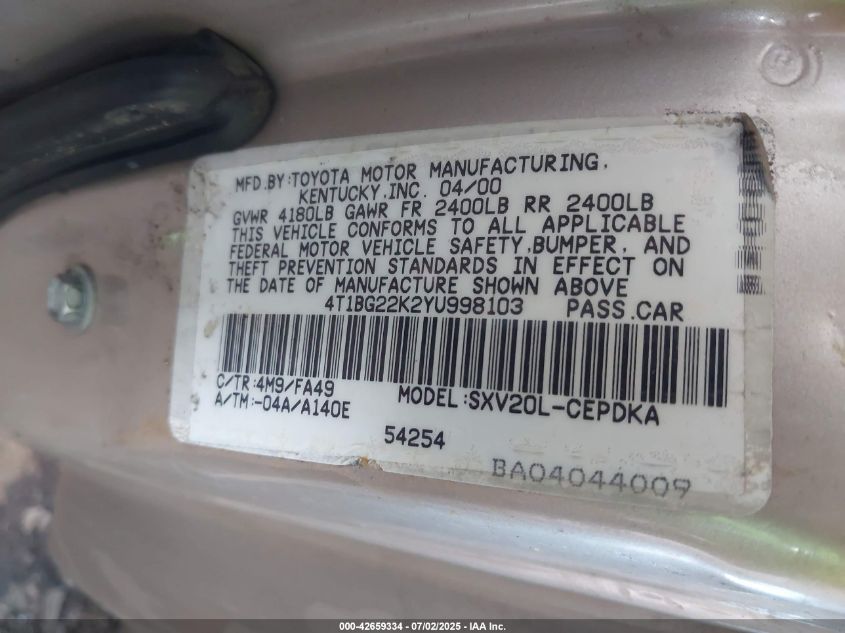 MFD.BY:TOYOTA MOTOR MANUFACTURING,
KENTUCKY,INC. 04/00
GVWR 4180LB GAWR FR 2400LB RR 2400LB
THIS VEHICLE CONFORMS TO ALL APPLICABLE
FEDERAL MOTOR VEHICLE SAFETY,BUMPER, AND
THEFT PREVENTION STANDARDS IN EFFECT ON
THE DATE OF MANUFACTURE SHOWN ABOVE
4T1BG22K2YU998103 PASS.CAR
C/TR:4M9/FA49 MODEL:SXV20L-CEPDKA
A/TM:-04A/A140E
54254
BA04044009
000-42659334 / 07/02/2025 - IAA Inc.